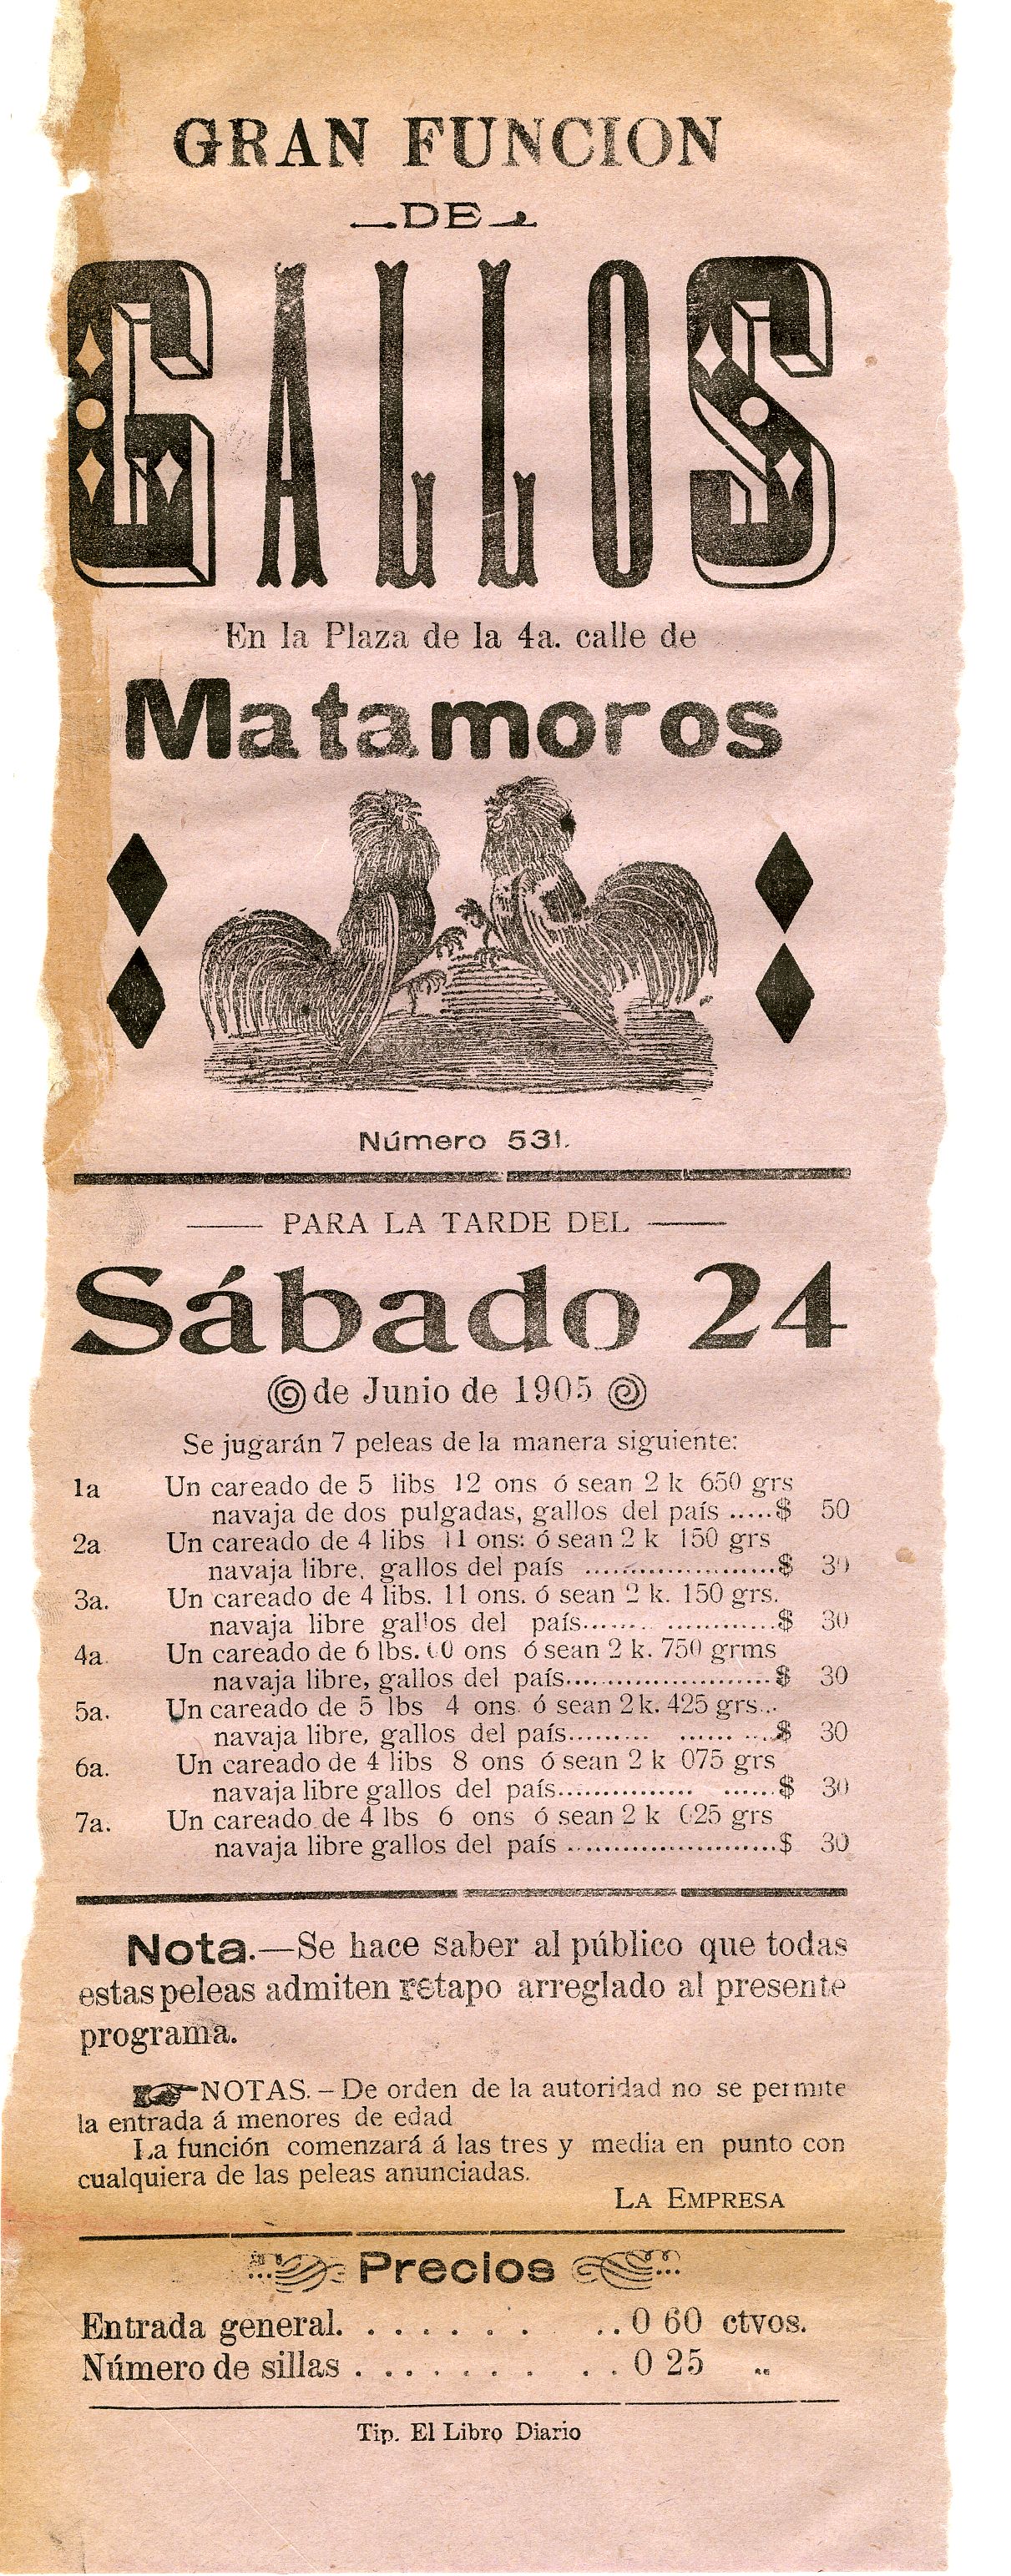 GRAN FUNCION
DE
GALLOS
En la Plaza de la 4a. calle de
Matamoros
Número 531.
PARA LA TARDE DEL
Sábado 24
de Junio de 1905
Se jugarán 7 peleas de la manera siguiente:
1a Un careado de 5 libs 12 ons ó sean 2 k 650 grs
navaja de dos pulgadas, gallos del país .....$ 50
2a Un careado de 4 libs 11 ons: ó sean 2 k 150 grs
navaja libre, gallos del país ......................$ 30
3a. Un careado de 4 libs. 11 ons. ó sean 2 k. 150 grs.
navaja libre gallos del país....... ............$ 30
4a. Un careado de 6 lbs. 00 ons ó sean 2 k. 750 grms
navaja libre, gallos del país........................$ 30
5a. Un careado de 5 lbs 4 ons. ó sean 2 k. 425 grs...
navaja libre, gallos del país......... ...... ...$ 30
6a. Un careado de 4 libs 8 ons ó sean 2 k 075 grs
navaja libre gallos del país............... ......$ 30
7a. Un careado de 4 lbs 6 ons ó sean 2 k 025 grs
navaja libre gallos del país ........................$ 30
Nota.—Se hace saber al público que todas
estas peleas admiten retapo arreglado al presente
programa.
NOTAS.–De orden de la autoridad no se permite
la entrada á menores de edad
La función comenzará á las tres y media en punto con
cualquiera de las peleas anunciadas.
LA EMPRESA
Precios
Entrada general. . . . . . . . . . 0 60 ctvos.
Número de sillas . . . . . . . . . 0 25 „
Tip. El Libro Diario